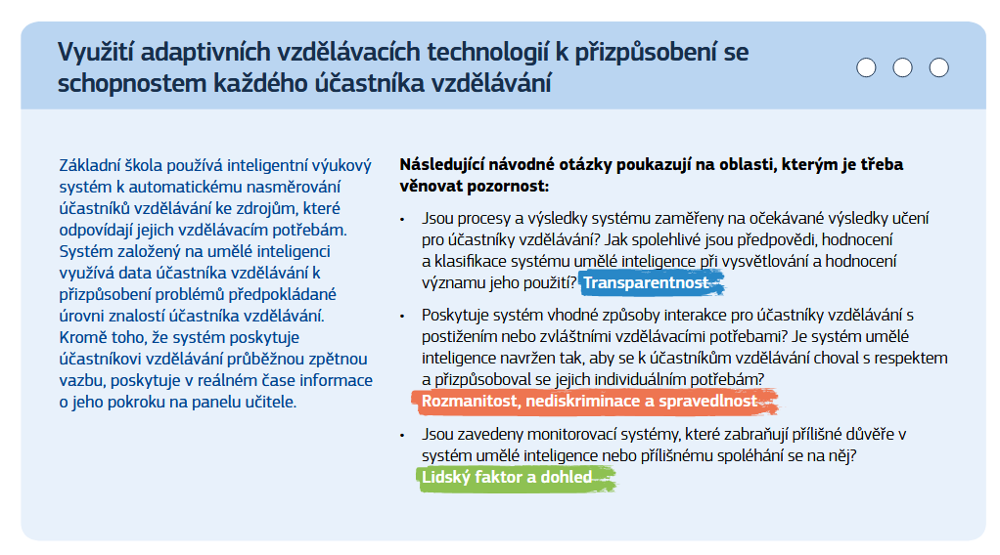 Využití adaptivních vzdělávacích technologií k přizpůsobení se
schopnostem každého účastníka vzdělávání
Základní škola používá inteligentní výukový
systém k automatickému nasměrování
účastníků vzdělávání ke zdrojům, které
odpovídají jejich vzdělávacím potřebám.
Systém založený na umělé inteligenci
využívá data účastníka vzdělávání k
přizpůsobení problémů předpokládané
úrovni znalostí účastníka vzdělávání.
Kromě toho, že systém poskytuje
účastníkovi vzdělávání průběžnou zpětnou
vazbu, poskytuje v reálném čase informace
o jeho pokroku na panelu učitele.
Následující návodné otázky poukazují na oblasti, kterým je třeba
věnovat pozornost:
• Jsou procesy a výsledky systému zaměřeny na očekávané výsledky učení
pro účastníky vzdělávání? Jak spolehlivé jsou předpovědi, hodnocení
a klasifikace systému umělé inteligence při vysvětlování a hodnocení
významu jeho použití? Transparentnost
• Poskytuje systém vhodné způsoby interakce pro účastníky vzdělávání s
postižením nebo zvláštními vzdělávacími potřebami? Je systém umělé
inteligence navržen tak, aby se k účastníkům vzdělávání choval s respektem
a přizpůsoboval se jejich individuálním potřebám?
Rozmanitost, nediskriminace a spravedlnost
• Jsou zavedeny monitorovací systémy, které zabraňují přílišné důvěře v
systém umělé inteligence nebo přílišnému spoléhání se na něj?
Lidský faktor a dohled